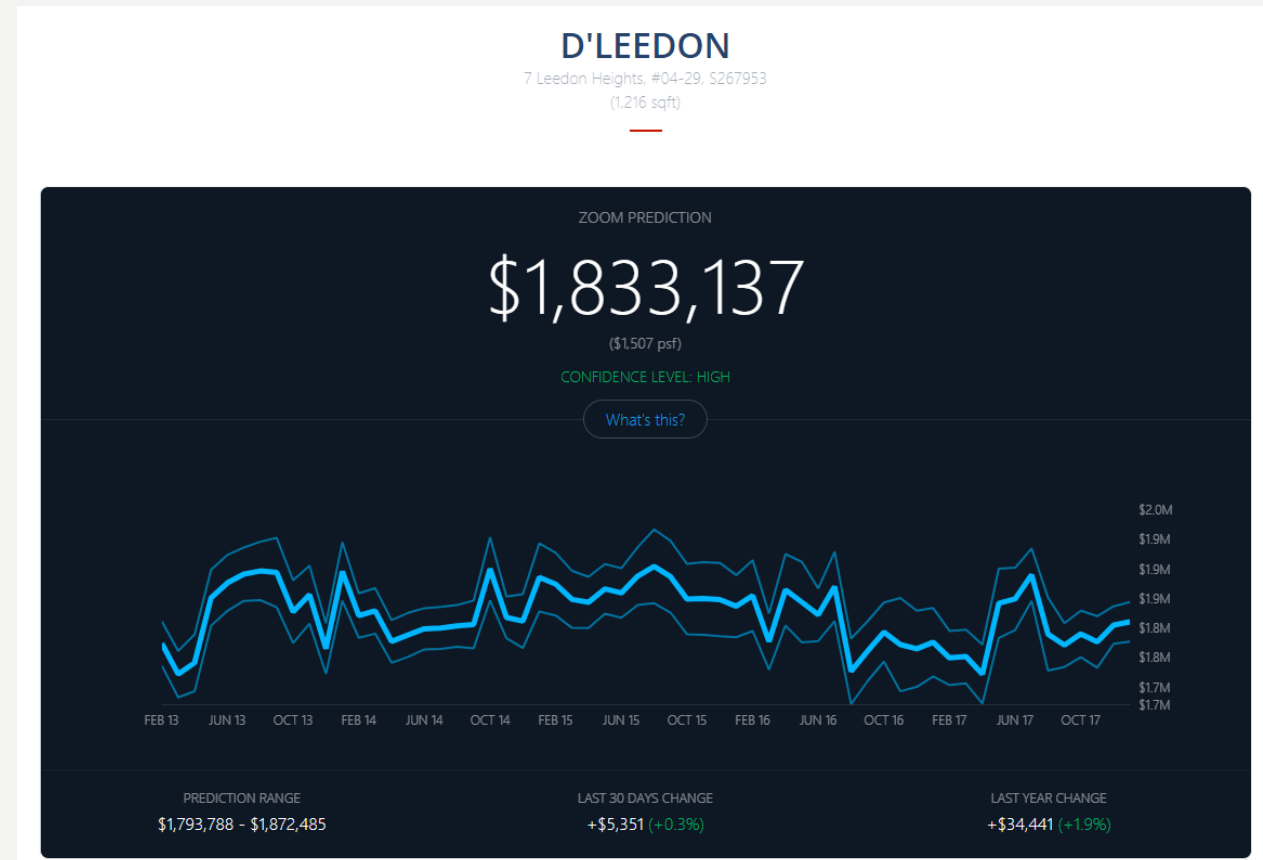 D'LEEDON
7 Leedon Heights, #04-29, S267953
(1,216 sqft)
ZOOM PREDICTION
$1,833,137
($1,507 psf)
CONFIDENCE LEVEL: HIGH
What's this?
$2.0M
$1.9M
$1.9M
$1.9M
$1.8M
$1.8M
$1.7M
$1.7M
FEB 13 JUN 13 OCT 13 FEB 14 JUN 14 OCT 14 FEB 15 JUN 15 OCT 15 FEB 16 JUN 16 OCT 16 FEB 17 JUN 17 OCT 17
PREDICTION RANGE LAST 30 DAYS CHANGE LAST YEAR CHANGE
$1,793,788 - $1,872,485 +$5,351 (+0.3%) +$34,441 (+1.9%)